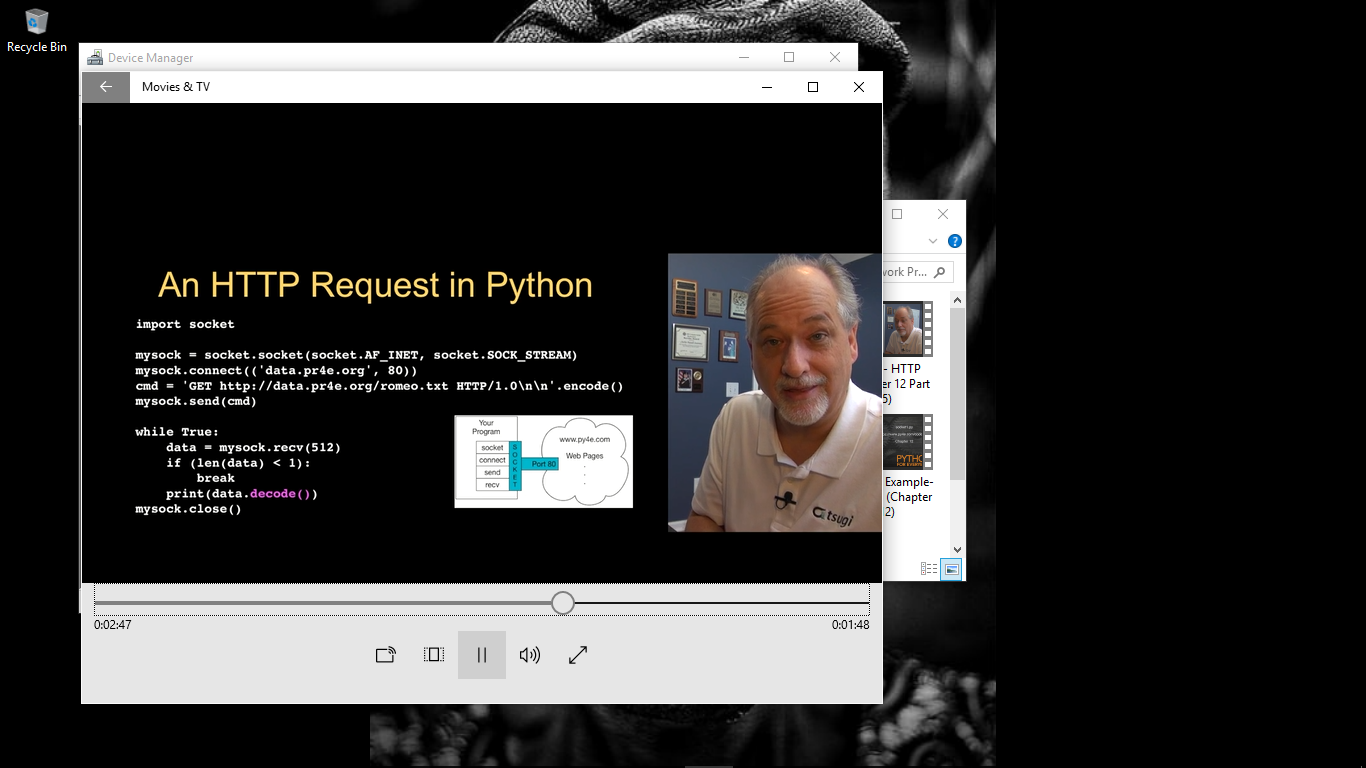 Recycle Bin
Device Manager
Movies & TV
An HTTP Request in Python
import socket
mysock = socket.socket(socket.AF_INET, socket.SOCK_STREAM)
mysock.connect(('data.pr4e.org', 80))
cmd = 'GET http://data.pr4e.org/romeo.txt HTTP/1.0\n\n'.encode()
mysock.send(cmd)
while True:
    data = mysock.recv(512)
    if (len(data) < 1):
        break
    print(data.decode())
mysock.close()
Your
Program
socket
connect
send
recv
SOCKET
Port 80
www.py4e.com
Web Pages
.
.
.
tsugi
work Pr...
- HTTP
er 12 Part
5)
Example-
(Chapter
2)
0:02:47
0:01:48